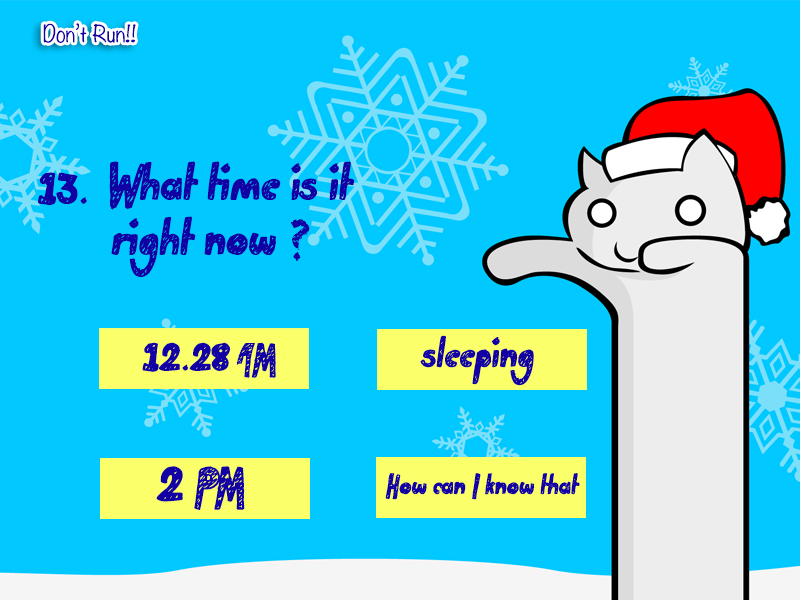 Don't Run!!
13. What time is it
right now ?
12.28 AM
sleeping
2 PM
How can I know that